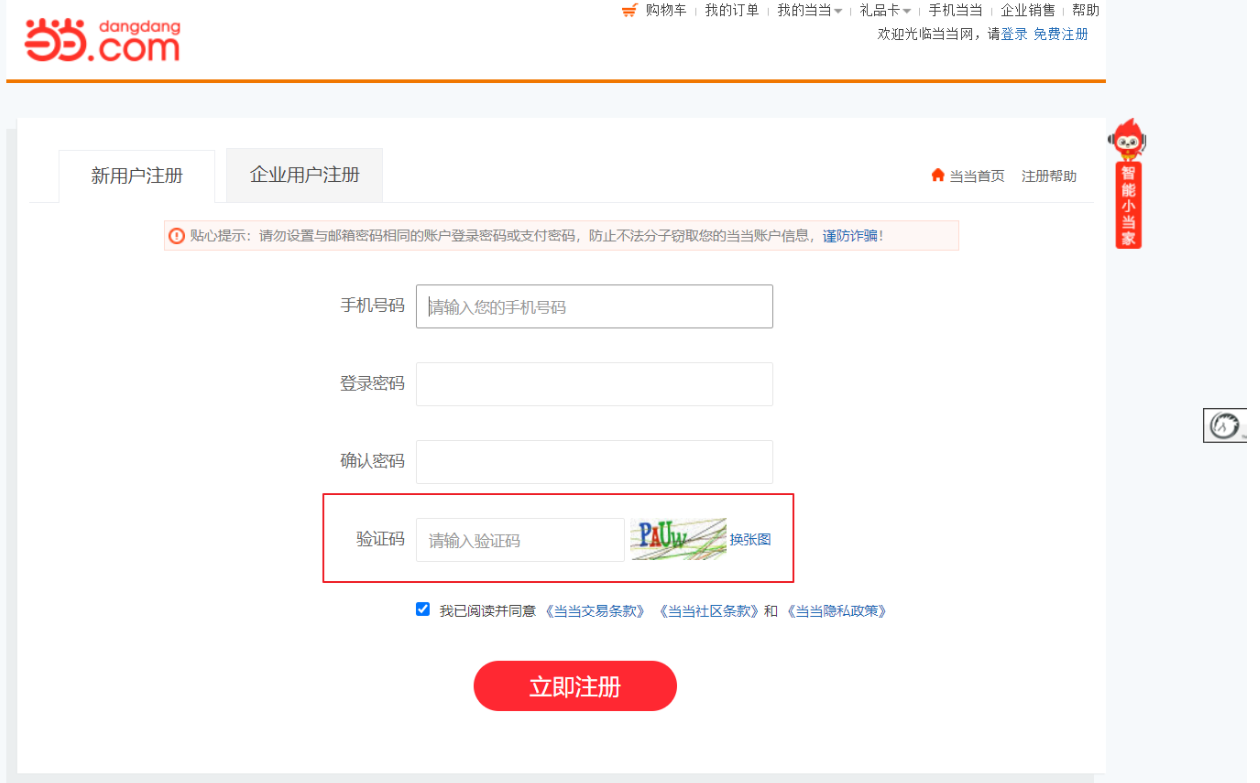 购物车 我的订单 我的当当 礼品卡 手机当当 企业销售 帮助
dangdang
.com
欢迎光临当当网，请登录 免费注册
新用户注册 企业用户注册 当当首页 注册帮助
贴心提示：请勿设置与邮箱密码相同的账户登录密码或支付密码，防止不法分子窃取您的当当账户信息，谨防诈骗！
手机号码 请输入您的手机号码
登录密码
确认密码
验证码 请输入验证码 PAUw 换张图
我已阅读并同意 《当当交易条款》 《当当社区条款》和 《当当隐私政策》
立即注册
智能小当家